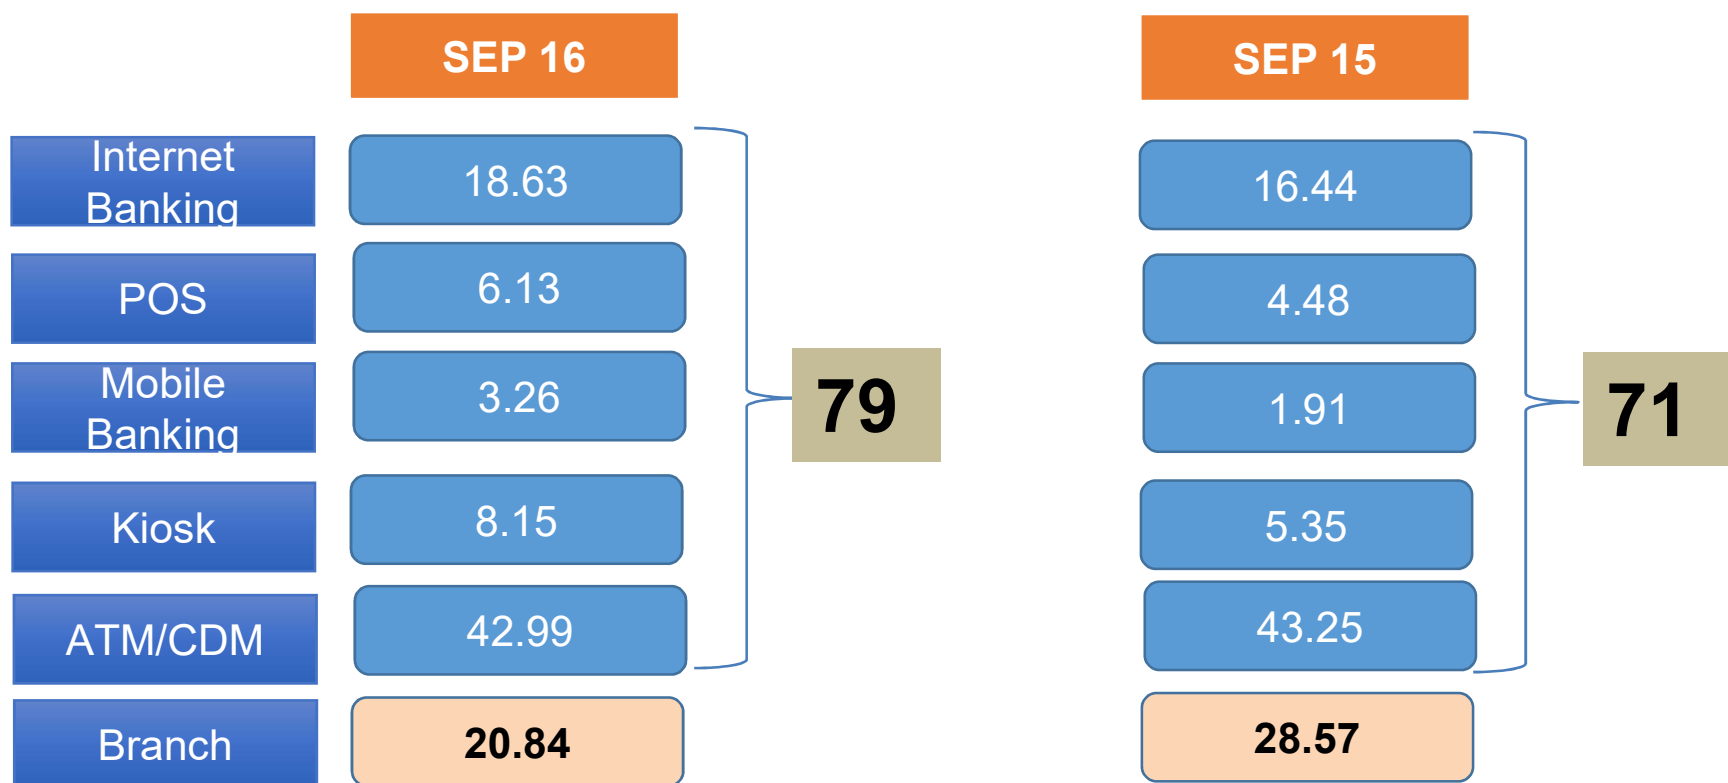 SEP 16
SEP 15
Internet
Banking
18.63
16.44
POS
6.13
4.48
Mobile
Banking
3.26
1.91
79
71
Kiosk
8.15
5.35
ATM/CDM
42.99
43.25
Branch
20.84
28.57